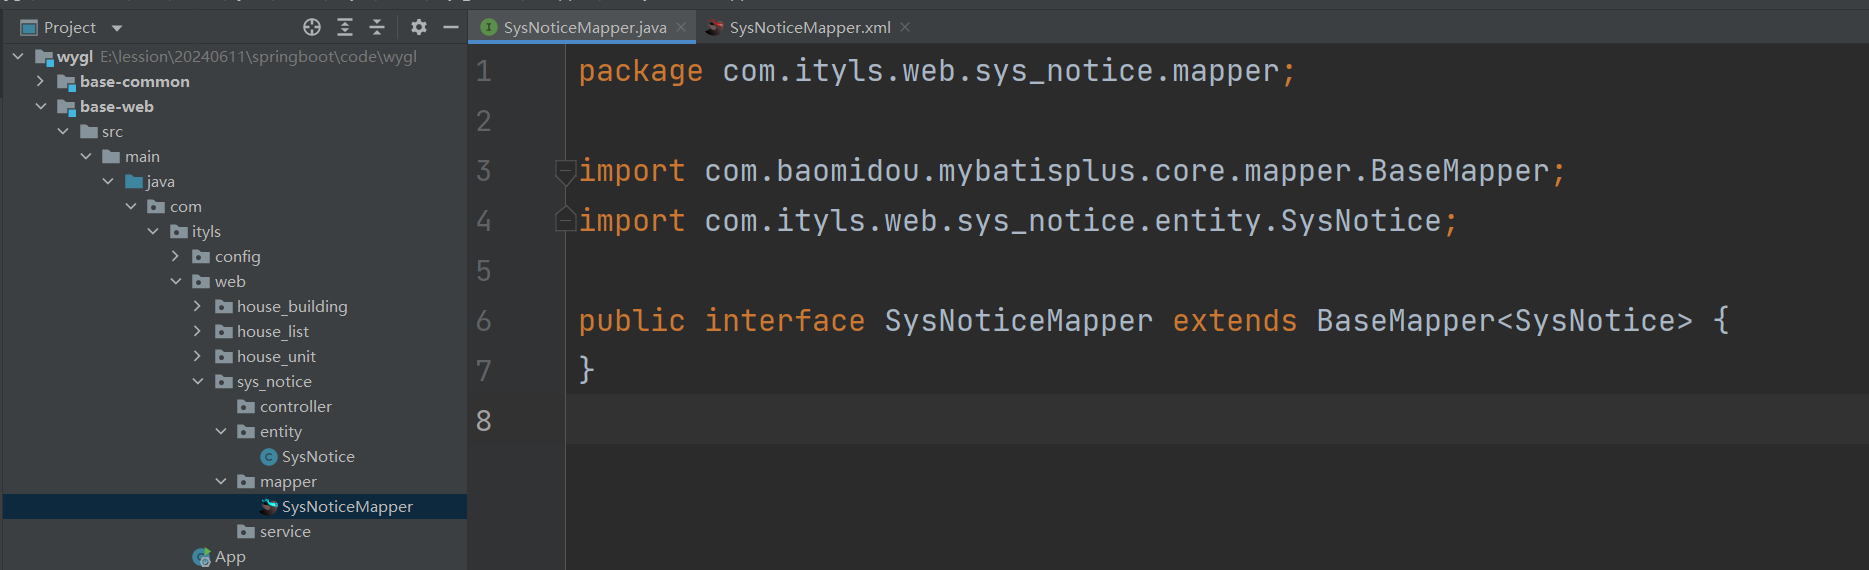 Project
SysNoticeMapper.java
SysNoticeMapper.xml
wygl E:\lession\20240611\springboot\code\wygl
base-common
base-web
src
main
java
com
ityls
config
web
house_building
house_list
house_unit
sys_notice
controller
entity
SysNotice
mapper
SysNoticeMapper
service
App
1 package com.ityls.web.sys_notice.mapper;
2
3 import com.baomidou.mybatisplus.core.mapper.BaseMapper;
4 import com.ityls.web.sys_notice.entity.SysNotice;
5
6 public interface SysNoticeMapper extends BaseMapper<SysNotice> {
7 }
8